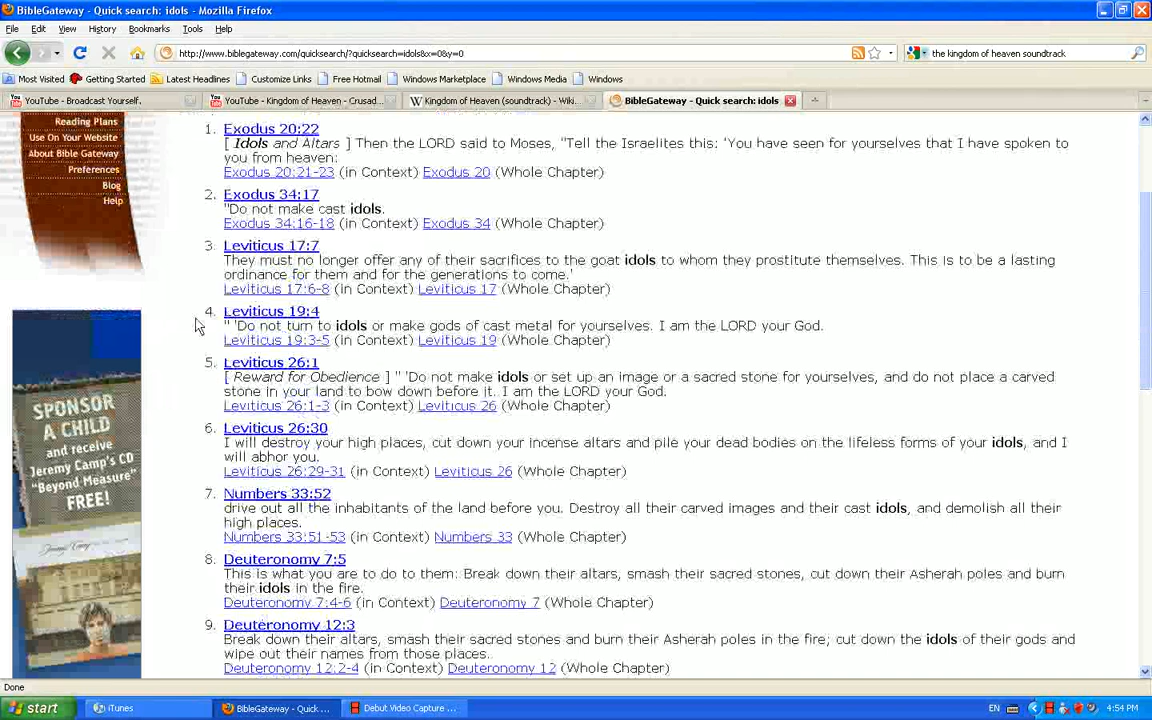 BibleGateway - Quick search: idols - Mozilla Firefox
File Edit View History Bookmarks Tools Help
http://www.biblegateway.com/quicksearch/?quicksearch=idols&x=0&y=0
the kingdom of heaven soundtrack
Most Visited Getting Started Latest Headlines Customize Links Free Hotmail Windows Marketplace Windows Media Windows
YouTube - Broadcast Yourself. YouTube - Kingdom of Heaven - Crusad... Kingdom of Heaven (soundtrack) - Wiki... BibleGateway - Quick search: idols
Reading Plans
Use On Your Website
About Bible Gateway
Preferences
Blog
Help
1. Exodus 20:22
[ Idols and Altars ] Then the LORD said to Moses, "Tell the Israelites this: 'You have seen for yourselves that I have spoken to
you from heaven:
Exodus 20:21-23 (in Context) Exodus 20 (Whole Chapter)
2. Exodus 34:17
"Do not make cast idols.
Exodus 34:16-18 (in Context) Exodus 34 (Whole Chapter)
3. Leviticus 17:7
They must no longer offer any of their sacrifices to the goat idols to whom they prostitute themselves. This is to be a lasting
ordinance for them and for the generations to come.'
Leviticus 17:6-8 (in Context) Leviticus 17 (Whole Chapter)
4. Leviticus 19:4
" 'Do not turn to idols or make gods of cast metal for yourselves. I am the LORD your God.
Leviticus 19:3-5 (in Context) Leviticus 19 (Whole Chapter)
5. Leviticus 26:1
[ Reward for Obedience ] " 'Do not make idols or set up an image or a sacred stone for yourselves, and do not place a carved
stone in your land to bow down before it. I am the LORD your God.
Leviticus 26:1-3 (in Context) Leviticus 26 (Whole Chapter)
6. Leviticus 26:30
I will destroy your high places, cut down your incense altars and pile your dead bodies on the lifeless forms of your idols, and I
will abhor you.
Leviticus 26:29-31 (in Context) Leviticus 26 (Whole Chapter)
7. Numbers 33:52
drive out all the inhabitants of the land before you. Destroy all their carved images and their cast idols, and demolish all their
high places.
Numbers 33:51-53 (in Context) Numbers 33 (Whole Chapter)
8. Deuteronomy 7:5
This is what you are to do to them: Break down their altars, smash their sacred stones, cut down their Asherah poles and burn
their idols in the fire.
Deuteronomy 7:4-6 (in Context) Deuteronomy 7 (Whole Chapter)
9. Deuteronomy 12:3
Break down their altars, smash their sacred stones and burn their Asherah poles in the fire; cut down the idols of their gods and
wipe out their names from those places.
Deuteronomy 12:2-4 (in Context) Deuteronomy 12 (Whole Chapter)
SPONSOR
A CHILD
and receive
Jeremy Camp's CD
"Beyond Measure"
FREE!
Done
start iTunes BibleGateway - Quick ... Debut Video Capture ... EN 4:54 PM